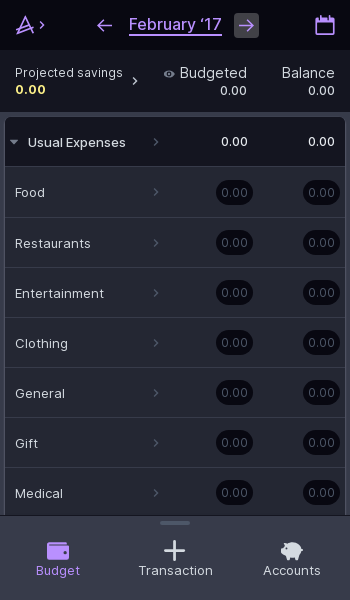 February ‘17
Projected savings Budgeted Balance
0.00 0.00 0.00
Usual Expenses 0.00 0.00
Food 0.00 0.00
Restaurants 0.00 0.00
Entertainment 0.00 0.00
Clothing 0.00 0.00
General 0.00 0.00
Gift 0.00 0.00
Medical 0.00 0.00
Budget Transaction Accounts